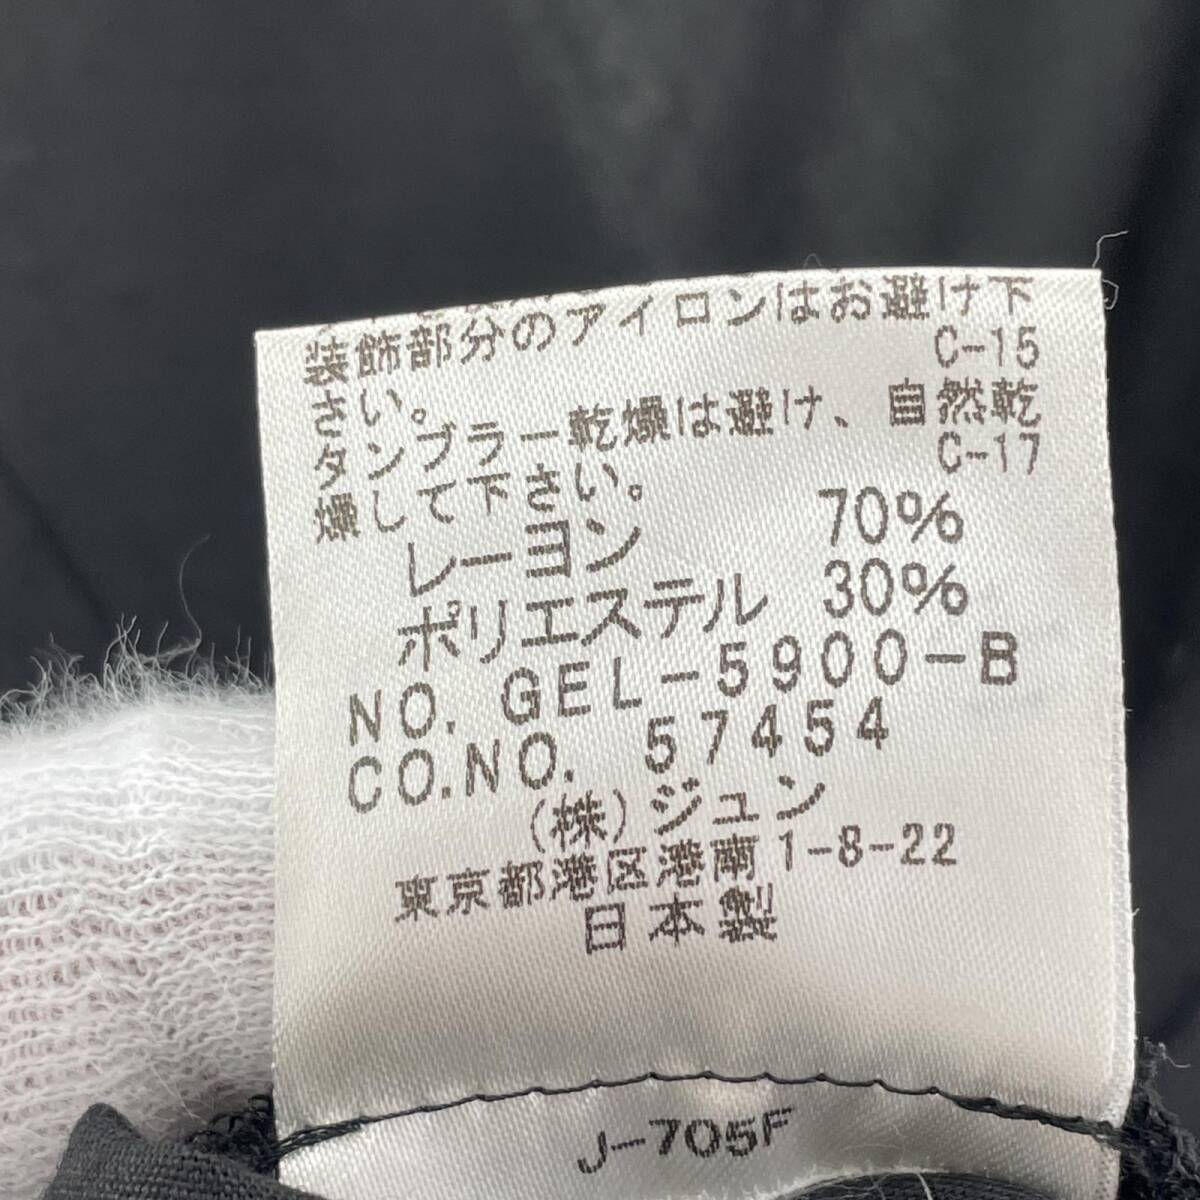 装飾部分のアイロンはお避け下
さい。 C-15
タンブラー乾燥は避け、自然乾
燥して下さい。 C-17
レーヨン 70%
ポリエステル 30%
NO. GEL-5900-B
CO.NO. 57454
(株)ジュン
東京都港区港南1-8-22
日本製
J-705F